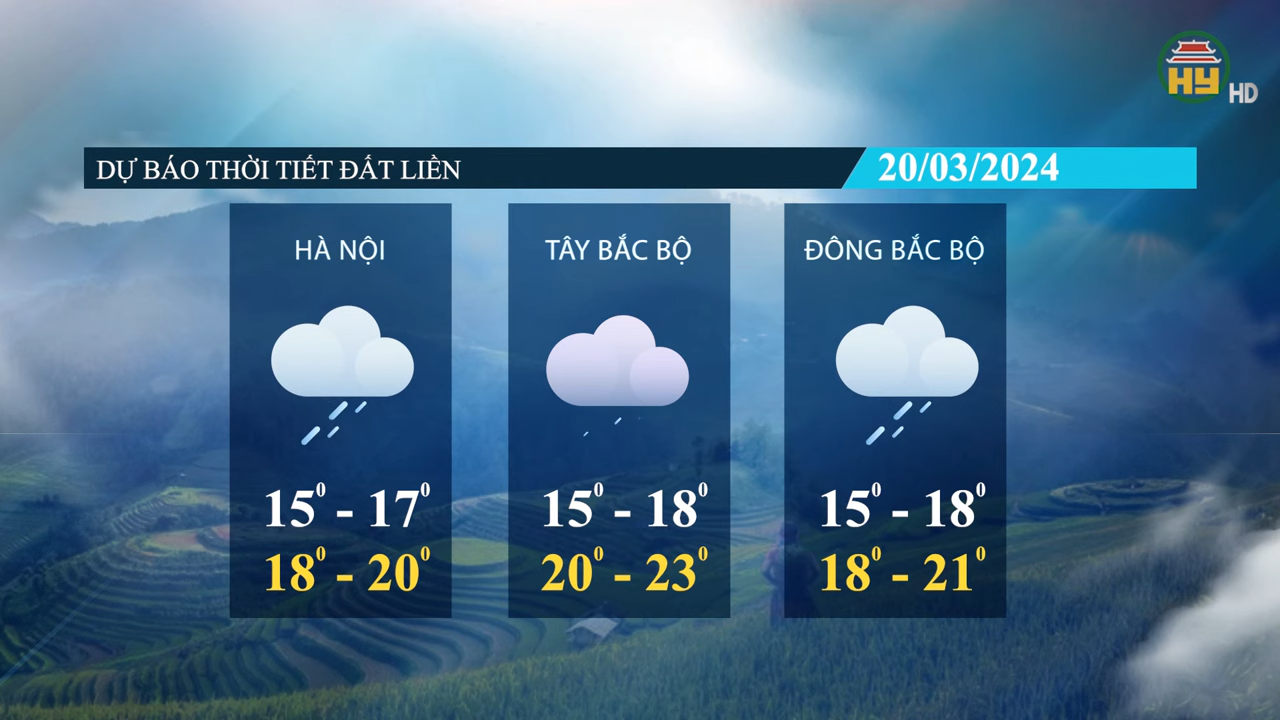 HY
HD
DỰ BÁO THỜI TIẾT ĐẤT LIỀN
20/03/2024
HÀ NỘI
15⁰ - 17⁰
18⁰ - 20⁰
TÂY BẮC BỘ
15⁰ - 18⁰
20⁰ - 23⁰
ĐÔNG BẮC BỘ
15⁰ - 18⁰
18⁰ - 21⁰